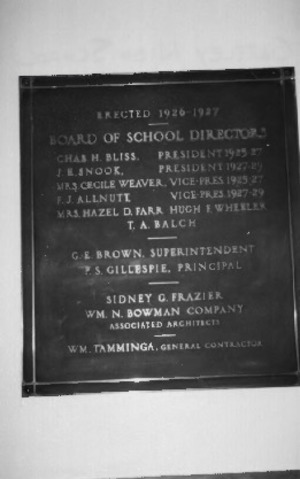 ERECTED 1926-1927
BOARD OF SCHOOL DIRECTORS
CHAS H. BLISS, PRESIDENT 1925-27
J. E. SNOOK, PRESIDENT 1927-29
MRS CECILE WEAVER, VICE-PRES. 1925-27
F. J. ALLNUTT VICE-PRES. 1927-29
MRS. HAZEL D. FARR HUGH F. WHEELER
T. A. BALCH
G. E. BROWN, SUPERINTENDENT
P. S. GILLESPIE, PRINCIPAL
SIDNEY G. FRAZIER
WM. N. BOWMAN COMPANY
ASSOCIATED ARCHITECTS
WM. TAMMINGA, GENERAL CONTRACTOR